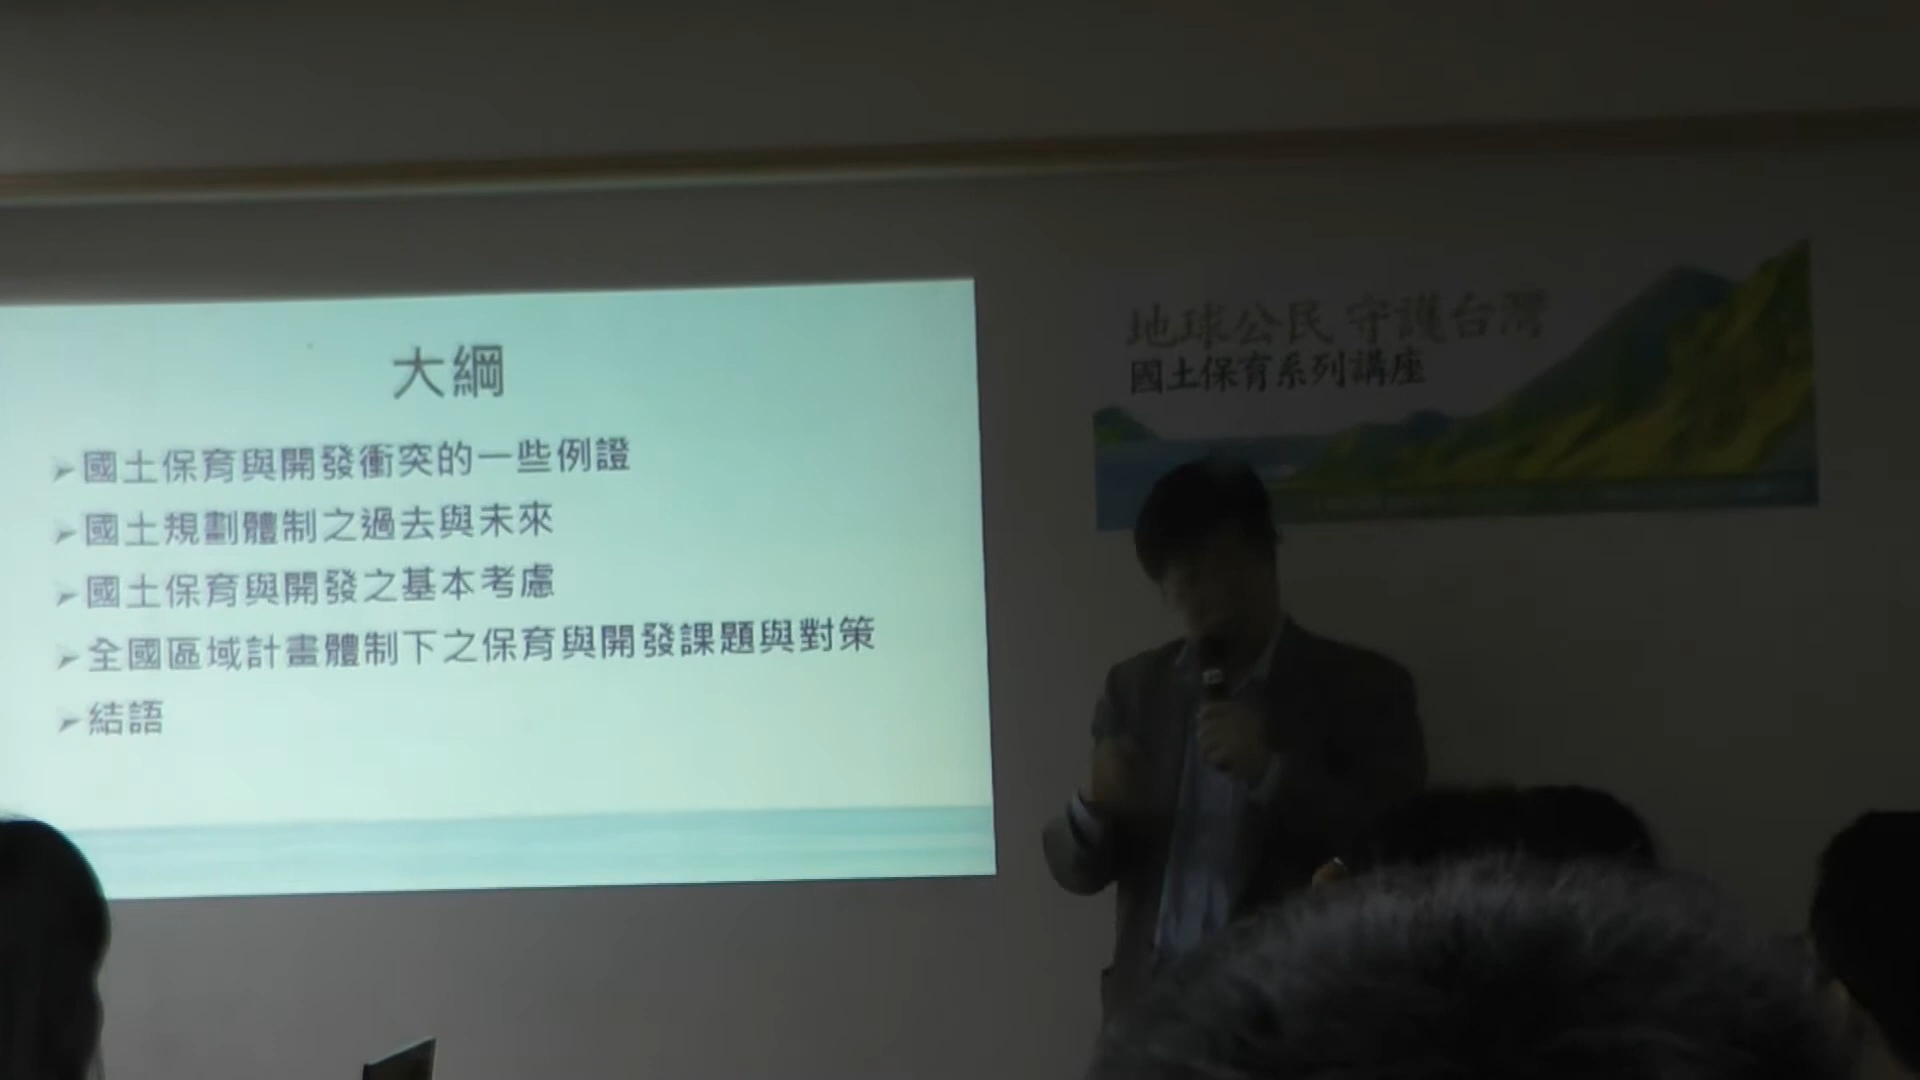 大綱
➢國土保育與開發衝突的一些例證
➢國土規劃體制之過去與未來
➢國土保育與開發之基本考慮
➢全國區域計畫體制下之保育與開發課題與對策
➢結語
地球公民 守護台灣
國土保育系列講座